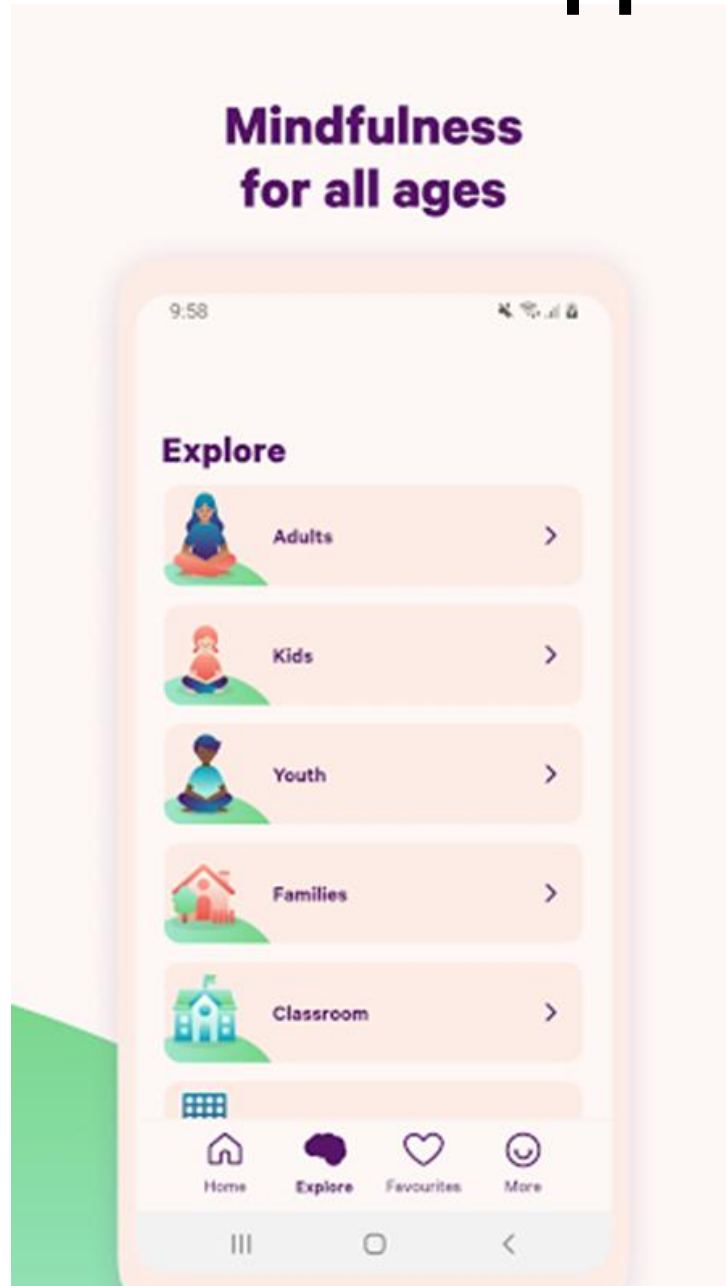 Mindfulness
for all ages
9:58
Explore
Adults
Kids
Youth
Families
Classroom
Home
Explore
Favourites
More